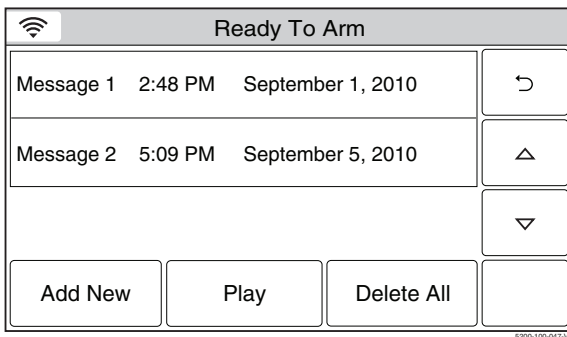 Ready To Arm
Message 1 2:48 PM September 1, 2010
Message 2 5:09 PM September 5, 2010
Add New Play Delete All